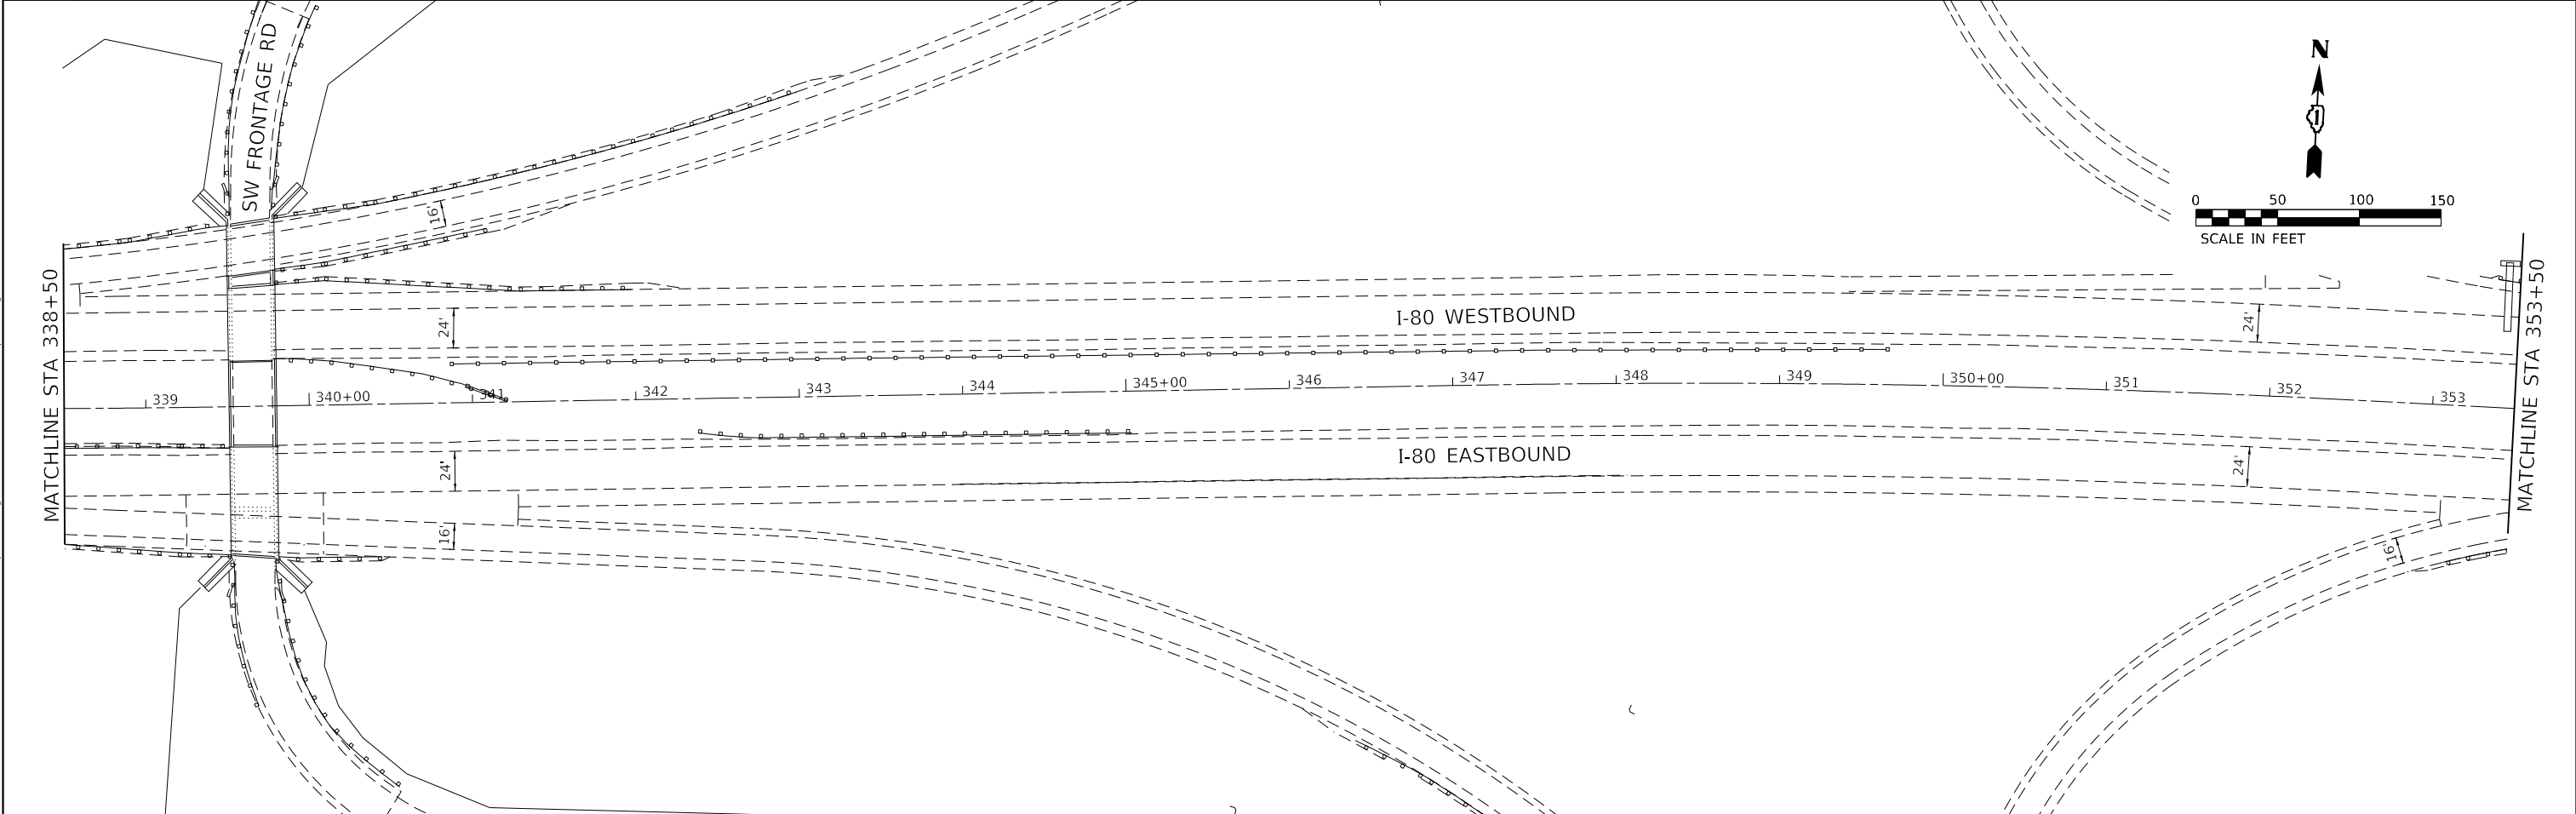 SW FRONTAGE RD
N
0 50 100 150
SCALE IN FEET
16'
MATCHLINE STA 338+50
24'
I-80 WESTBOUND
24'
MATCHLINE STA 353+50
339 340+00 341 342 343 344 345+00 346 347 348 349 350+00 351 352 353
24'
I-80 EASTBOUND
24'
16'
16'